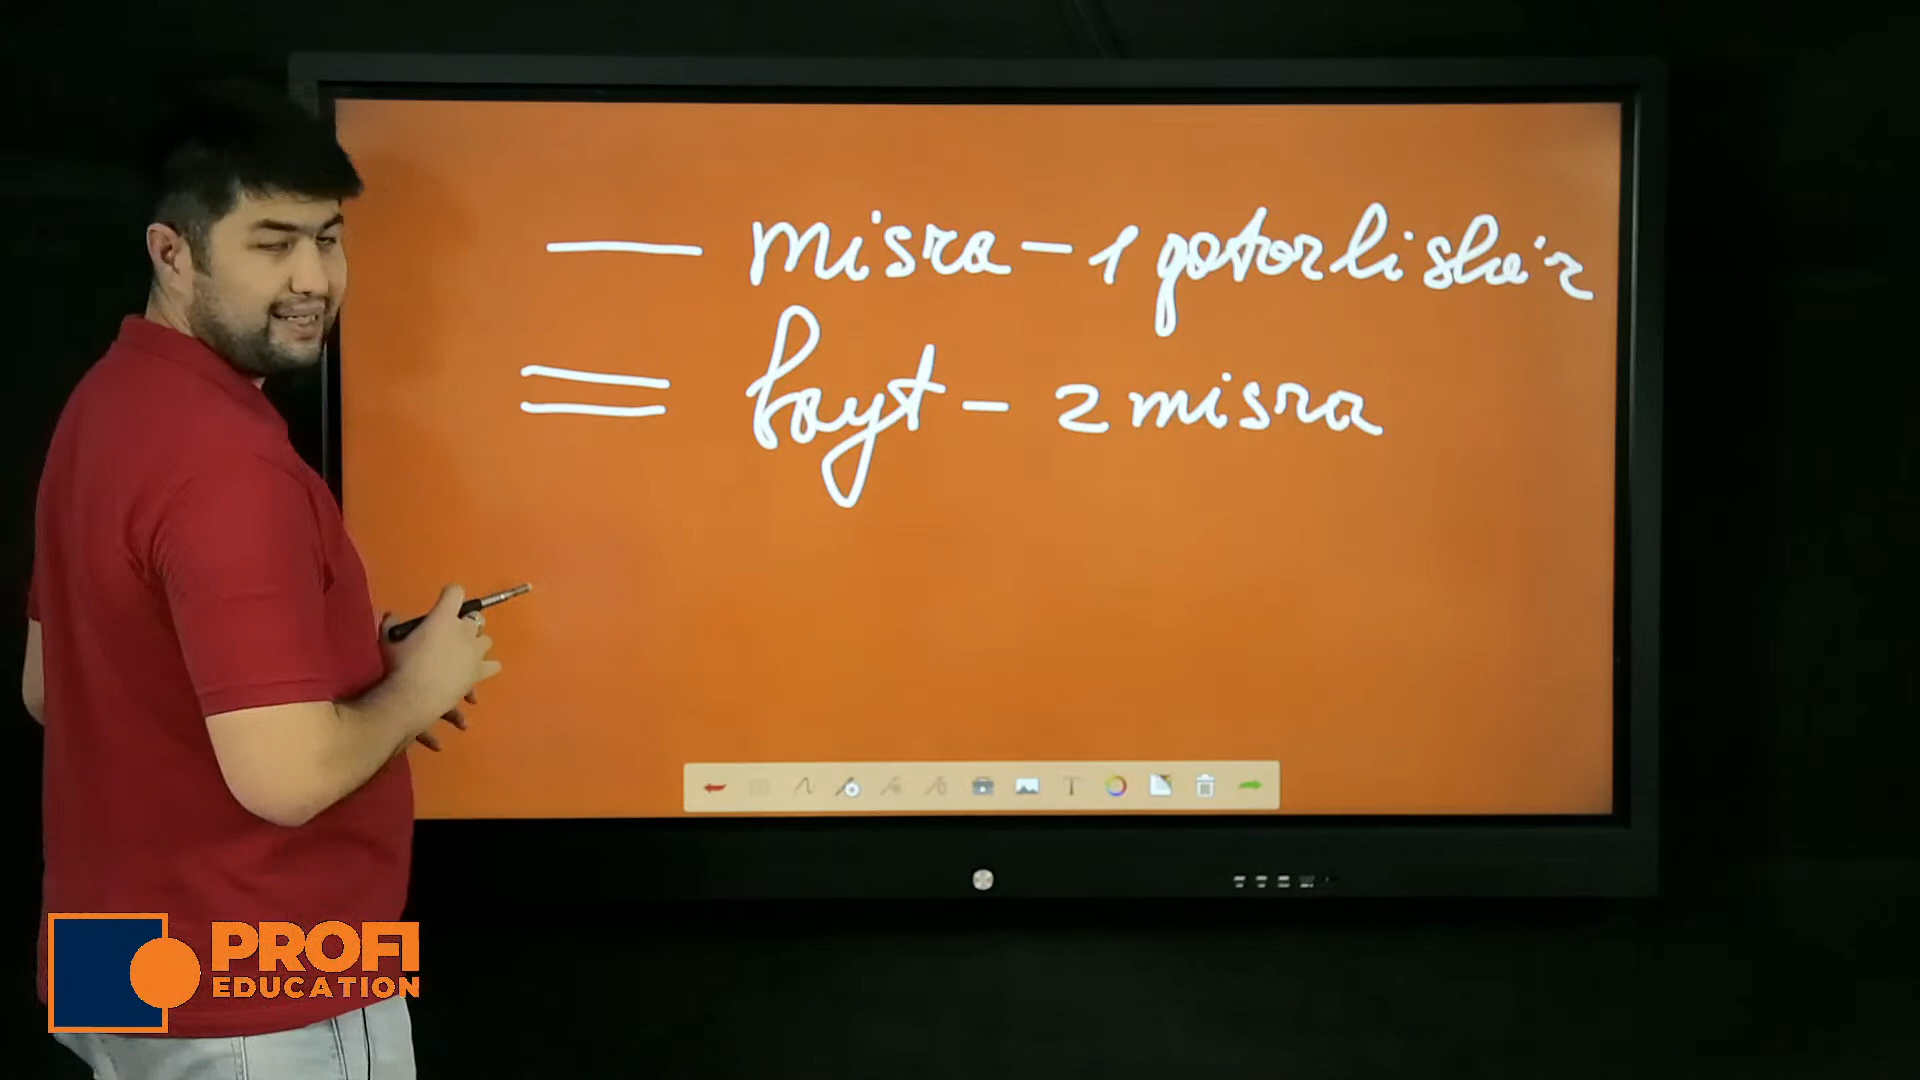 misra - 1 qatorli she'r
bayt - 2 misra
PROFI
EDUCATION